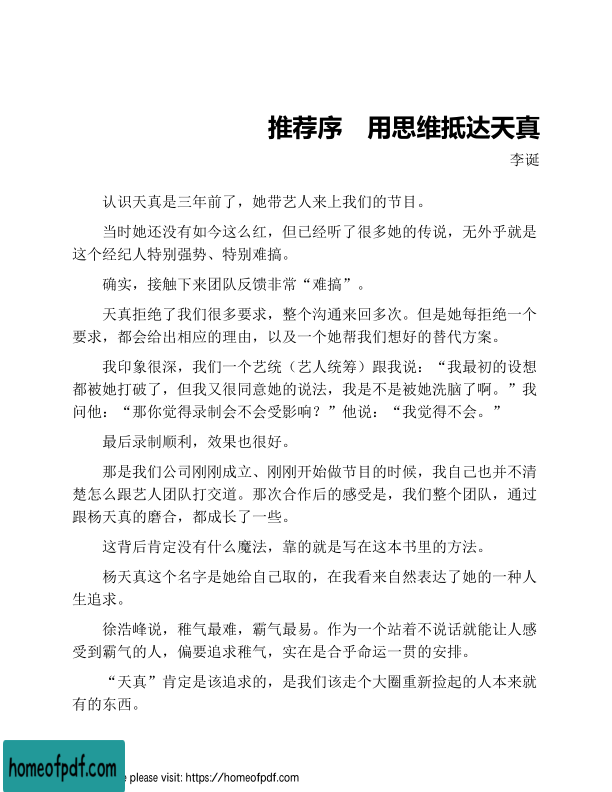 推荐序　用思维抵达天真
李诞
认识天真是三年前了，她带艺人来上我们的节目。
当时她还没有如今这么红，但已经听了很多她的传说，无外乎就是
这个经纪人特别强势、特别难搞。
确实，接触下来团队反馈非常“难搞”。
天真拒绝了我们很多要求，整个沟通来回多次。但是她每拒绝一个
要求，都会给出相应的理由，以及一个她帮我们想好的替代方案。
我印象很深，我们一个艺统（艺人统筹）跟我说：“我最初的设想
都被她打破了，但我又很同意她的说法，我是不是被她洗脑了啊。”我
问他：“那你觉得录制会不会受影响？”他说：“我觉得不会。”
最后录制顺利，效果也很好。
那是我们公司刚刚成立、刚刚开始做节目的时候，我自己也并不清
楚怎么跟艺人团队打交道。那次合作后的感受是，我们整个团队，通过
跟杨天真的磨合，都成长了一些。
这背后肯定没有什么魔法，靠的就是写在这本书里的方法。
杨天真这个名字是她给自己取的，在我看来自然表达了她的一种人
生追求。
徐浩峰说，稚气最难，霸气最易。作为一个站着不说话就能让人感
受到霸气的人，偏要追求稚气，实在是合乎命运一贯的安排。
“天真”肯定是该追求的，是我们该走个大圈重新捡起的人本来就
有的东西。
homeofpdf.com
e please visit: https://homeofpdf.com